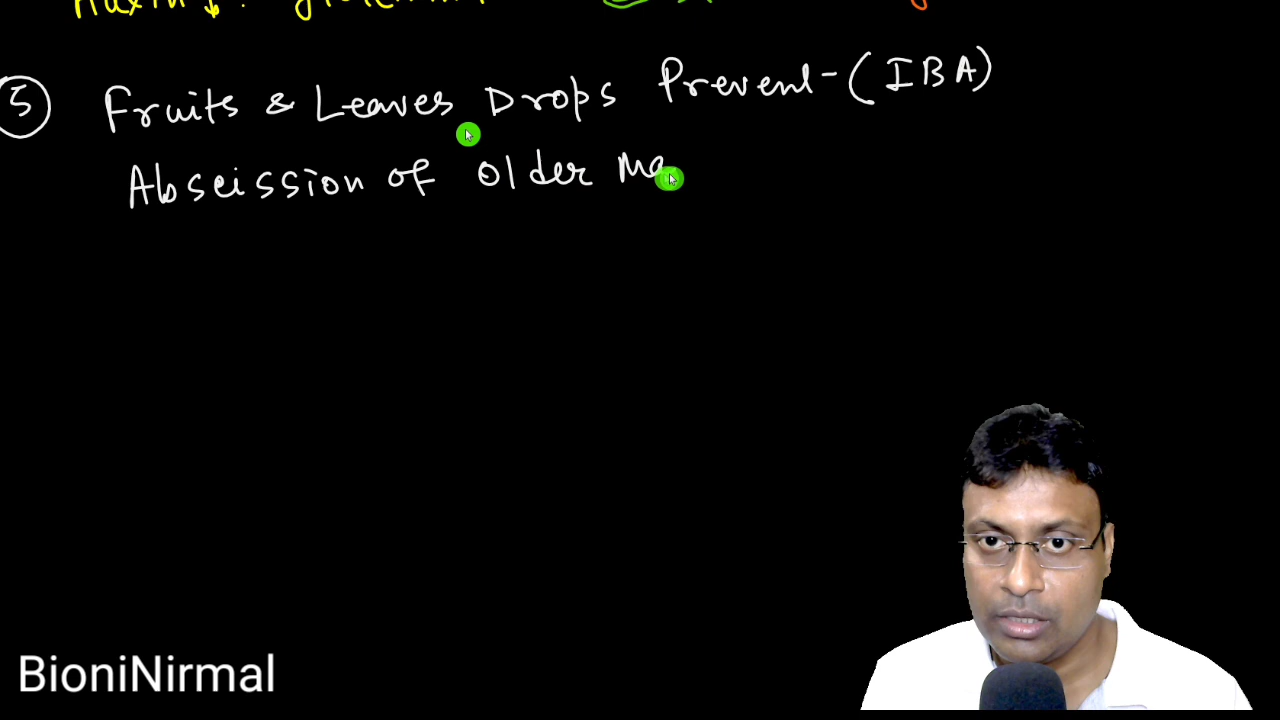 5 Fruits & Leaves Drops Prevent - (IBA)
Abscission of older Ma
BioniNirmal